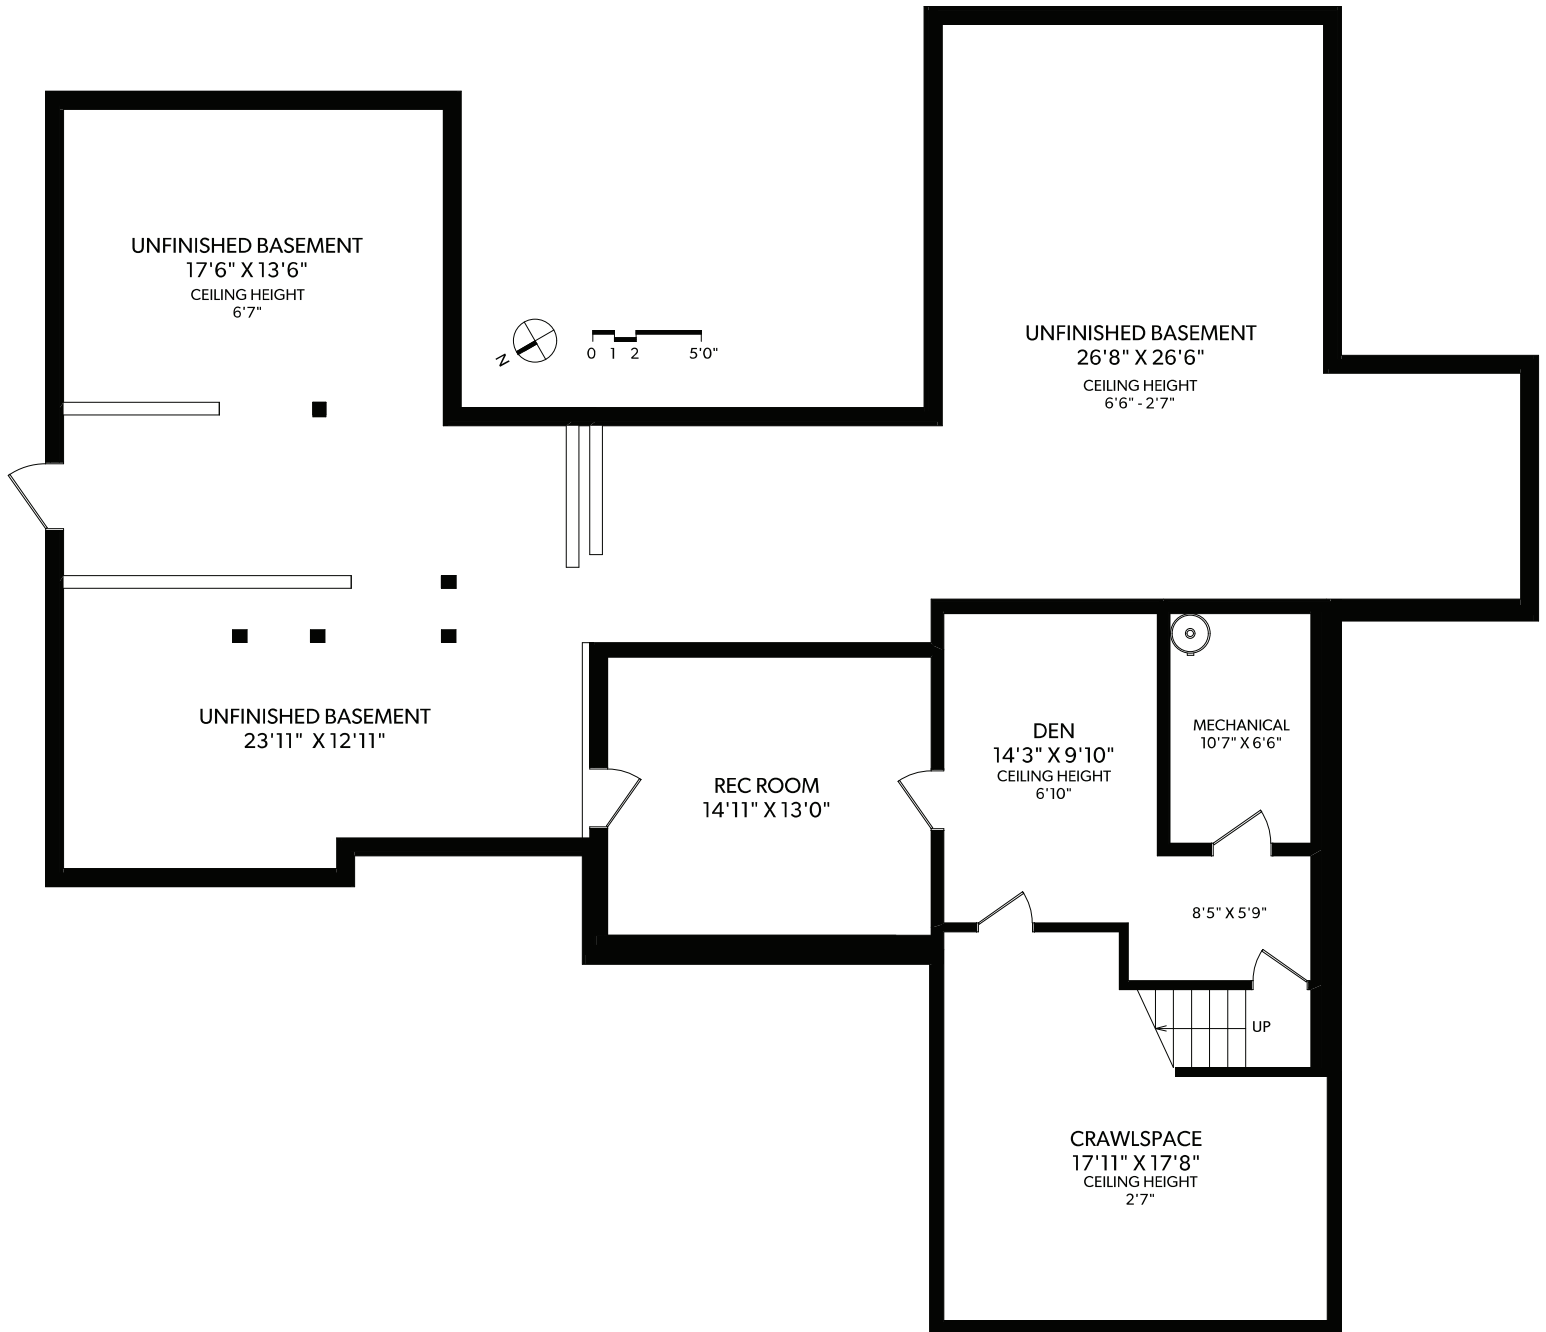 UNFINISHED BASEMENT
17'6" X 13'6"
CEILING HEIGHT
6'7"
N
0 1 2 5'0"
UNFINISHED BASEMENT
26'8" X 26'6"
CEILING HEIGHT
6'6" - 2'7"
UNFINISHED BASEMENT
23'11" X 12'11"
REC ROOM
14'11" X 13'0"
DEN
14'3" X 9'10"
CEILING HEIGHT
6'10"
MECHANICAL
10'7" X 6'6"
8'5" X 5'9"
UP
CRAWLSPACE
17'11" X 17'8"
CEILING HEIGHT
2'7"